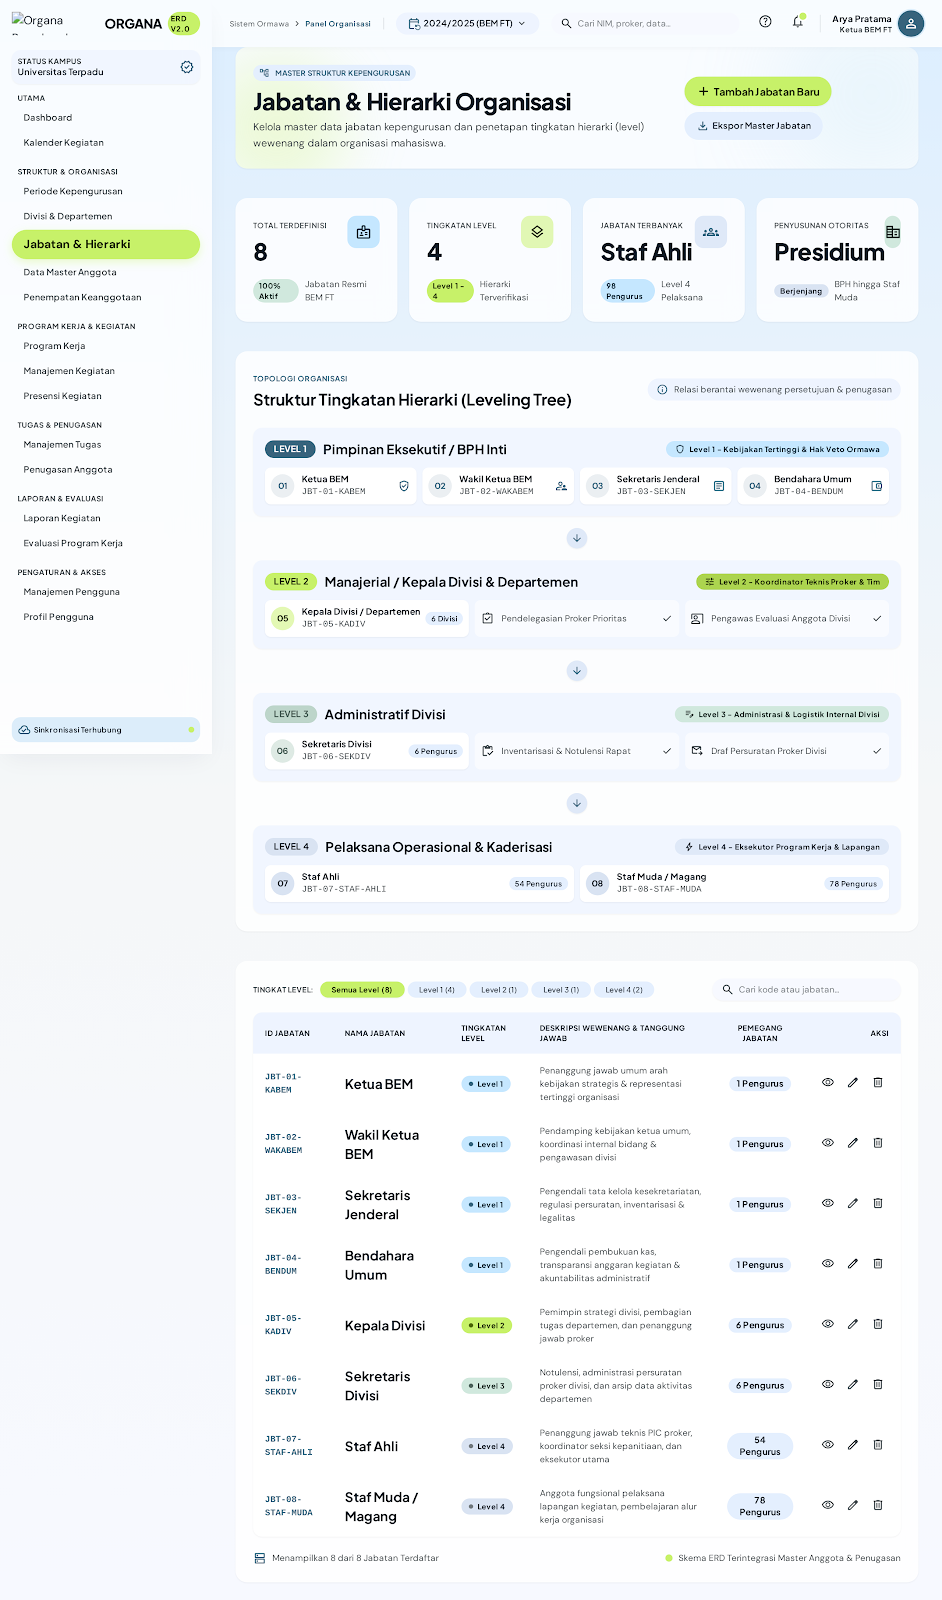 Organa
ORGANA
ERD V2.0
STATUS KAMPUS
Universitas Terpadu
UTAMA
Dashboard
Kalender Kegiatan
STRUKTUR & ORGANISASI
Periode Kepengurusan
Divisi & Departemen
Jabatan & Hierarki
Data Master Anggota
Penempatan Keanggotaan
PROGRAM KERJA & KEGIATAN
Program Kerja
Manajemen Kegiatan
Presensi Kegiatan
TUGAS & PENUGASAN
Manajemen Tugas
Penugasan Anggota
LAPORAN & EVALUASI
Laporan Kegiatan
Evaluasi Program Kerja
PENGATURAN & AKSES
Manajemen Pengguna
Profil Pengguna
Sinkronisasi Terhubung
Sistem Ormawa > Panel Organisasi
2024/2025 (BEM FT)
Cari NIM, proker, data...
Arya Pratama
Ketua BEM FT
MASTER STRUKTUR KEPENGURUSAN
Jabatan & Hierarki Organisasi
Kelola master data jabatan kepengurusan dan penetapan tingkatan hierarki (level)
wewenang dalam organisasi mahasiswa.
Tambah Jabatan Baru
Ekspor Master Jabatan
TOTAL TERDEFINISI
8
100% Aktif
Jabatan Resmi
BEM FT
TINGKATAN LEVEL
4
Level 1 - 4
Hierarki
Terverifikasi
JABATAN TERBANYAK
Staf Ahli
98 Pengurus
Level 4
Pelaksana
PENYUSUNAN OTORITAS
Presidium
Berjenjang
BPH hingga Staf
Muda
TOPOLOGI ORGANISASI
Struktur Tingkatan Hierarki (Leveling Tree)
Relasi berantai wewenang persetujuan & penugasan
LEVEL 1
Pimpinan Eksekutif / BPH Inti
Level 1 - Kebijakan Tertinggi & Hak Veto Ormawa
01
Ketua BEM
JBT-01-KABEM
02
Wakil Ketua BEM
JBT-02-WAKABEM
03
Sekretaris Jenderal
JBT-03-SEKJEN
04
Bendahara Umum
JBT-04-BENDUM
LEVEL 2
Manajerial / Kepala Divisi & Departemen
Level 2 - Koordinator Teknis Proker & Tim
05
Kepala Divisi / Departemen
JBT-05-KADIV
6 Divisi
Pendelegasian Proker Prioritas
Pengawas Evaluasi Anggota Divisi
LEVEL 3
Administratif Divisi
Level 3 - Administrasi & Logistik Internal Divisi
06
Sekretaris Divisi
JBT-06-SEKDIV
6 Pengurus
Inventarisasi & Notulensi Rapat
Draf Persuratan Proker Divisi
LEVEL 4
Pelaksana Operasional & Kaderisasi
Level 4 - Eksekutor Program Kerja & Lapangan
07
Staf Ahli
JBT-07-STAF-AHLI
54 Pengurus
08
Staf Muda / Magang
JBT-08-STAF-MUDA
78 Pengurus
TINGKAT LEVEL:
Semua Level (8)
Level 1 (4)
Level 2 (1)
Level 3 (1)
Level 4 (2)
Cari kode atau jabatan...
ID JABATAN
NAMA JABATAN
TINGKATAN
LEVEL
DESKRIPSI WEWENANG & TANGGUNG
JAWAB
PEMEGANG
JABATAN
AKSI
JBT-01-
KABEM
Ketua BEM
Level 1
Penanggung jawab umum arah
kebijakan strategis & representasi
tertinggi organisasi
1 Pengurus
JBT-02-
WAKABEM
Wakil Ketua
BEM
Level 1
Pendamping kebijakan ketua umum,
koordinasi internal bidang &
pengawasan divisi
1 Pengurus
JBT-03-
SEKJEN
Sekretaris
Jenderal
Level 1
Pengendali tata kelola kesekretariatan,
regulasi persuratan, inventarisasi &
legalitas
1 Pengurus
JBT-04-
BENDUM
Bendahara
Umum
Level 1
Pengendali pembukuan kas,
transparansi anggaran kegiatan &
akuntabilitas administratif
1 Pengurus
JBT-05-
KADIV
Kepala Divisi
Level 2
Pemimpin strategi divisi, pembagian
tugas departemen, dan penanggung
jawab proker
6 Pengurus
JBT-06-
SEKDIV
Sekretaris
Divisi
Level 3
Notulensi, administrasi persuratan
proker divisi, dan arsip data aktivitas
departemen
6 Pengurus
JBT-07-
STAF-AHLI
Staf Ahli
Level 4
Penanggung jawab teknis PIC proker,
koordinator seksi kepanitiaan, dan
eksekutor utama
54
Pengurus
JBT-08-
STAF-MUDA
Staf Muda /
Magang
Level 4
Anggota fungsional pelaksana
lapangan kegiatan, pembelajaran alur
kerja organisasi
78
Pengurus
Menampilkan 8 dari 8 Jabatan Terdaftar
Skema ERD Terintegrasi Master Anggota & Penugasan